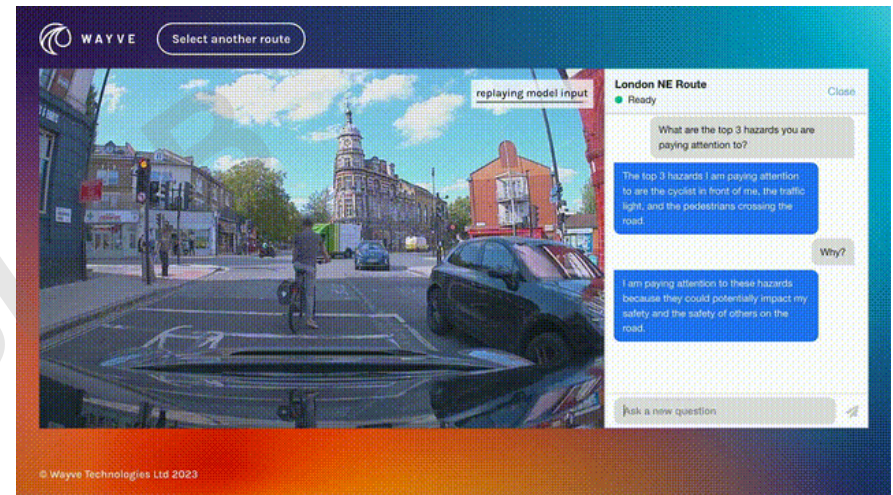 WAYVE
Select another route
replaying model input
London NE Route
Close
Ready
What are the top 3 hazards you are
paying attention to?
The top 3 hazards I am paying attention
to are the cyclist in front of me, the traffic
light, and the pedestrians crossing the
road.
Why?
I am paying attention to these hazards
because they could potentially impact my
safety and the safety of others on the
road.
Ask a new question
© Wayve Technologies Ltd 2023